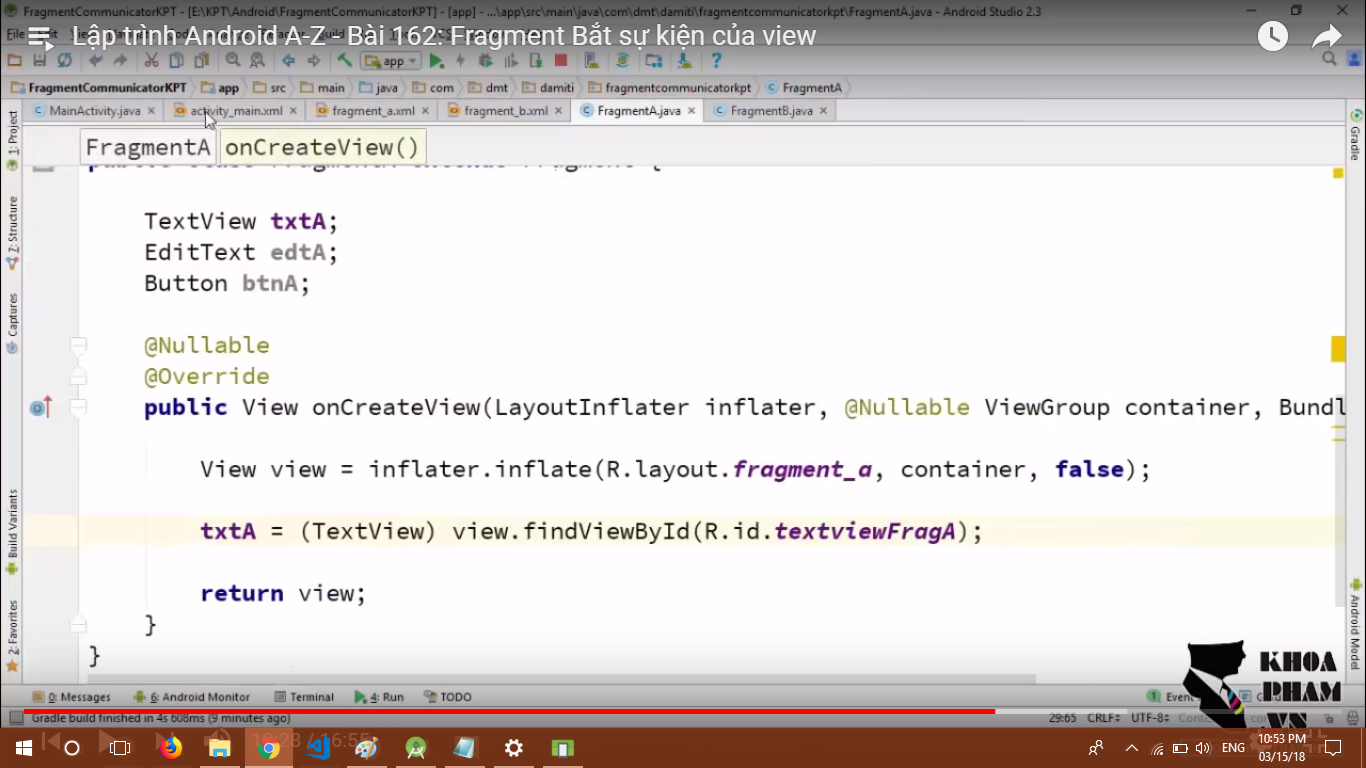 FragmentCommunicatorKPT - [E:\KPT\AndroidCode\FragmentCommunicatorKPT] - [app] - ...\app\src\main\java\com\dmt\damiti\fragmentcommunicatorkpt\FragmentA.java - Android Studio 2.3
Lập trình Android A-Z - Bài 162: Fragment Bắt sự kiện của view
app
FragmentCommunicatorKPT app src main java com dmt damiti fragmentcommunicatorkpt FragmentA
MainActivity.java activity_main.xml fragment_a.xml fragment_b.xml FragmentA.java FragmentB.java
FragmentA onCreateView()
TextView txtA;
EditText edtA;
Button btnA;
@Nullable
@Override
public View onCreateView(LayoutInflater inflater, @Nullable ViewGroup container, Bundl
View view = inflater.inflate(R.layout.fragment_a, container, false);
txtA = (TextView) view.findViewById(R.id.textviewFragA);
return view;
}
}
1: Project
Z: Structure
Captures
Build Variants
2: Favorites
Gradle
Android Model
KHOA
PHAM
VN
0: Messages 6: Android Monitor Terminal 4: Run TODO
Gradle build finished in 4s 608ms (9 minutes ago) 29:65 CRLF UTF-8
10:28 / 16:55
ENG 10:53 PM
03/15/18